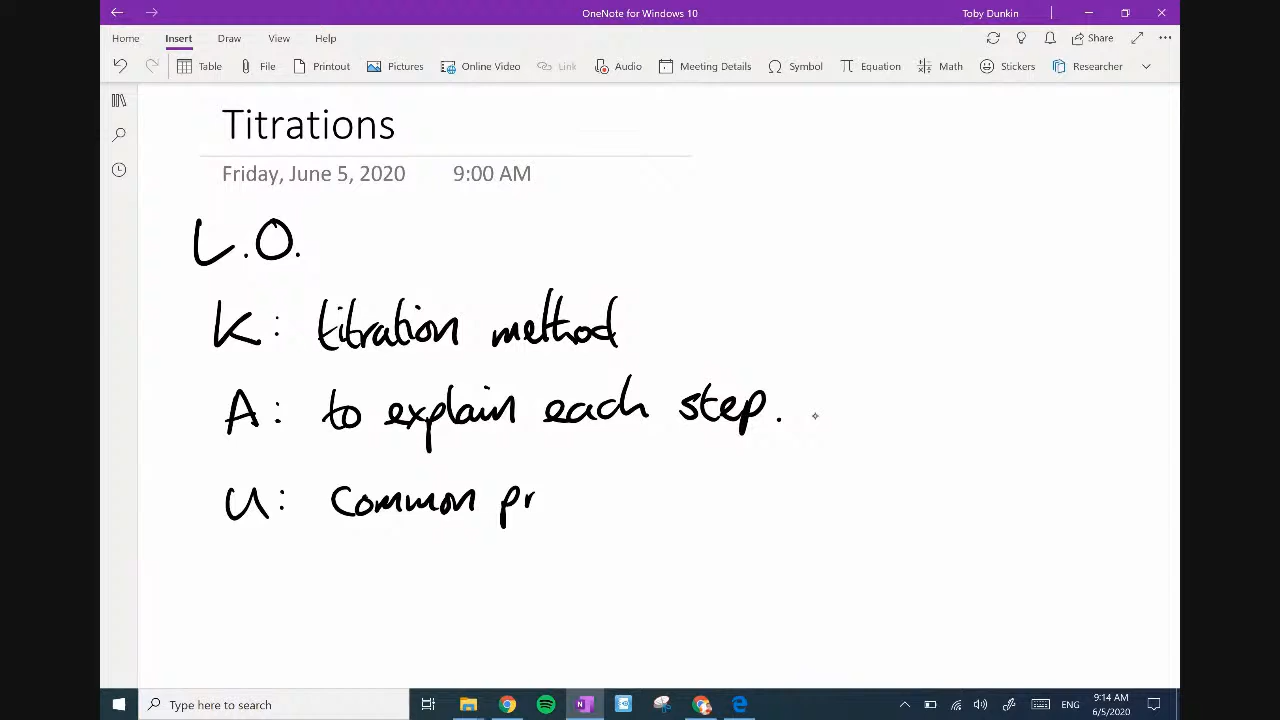 OneNote for Windows 10
Toby Dunkin
Home Insert Draw View Help
Share
Table File Printout Pictures Online Video Link Audio Meeting Details Symbol Equation Math Stickers Researcher
Titrations
Friday, June 5, 2020 9:00 AM
L.O.
K: titration method
A: to explain each step.
U: Common pr
Type here to search
ENG
9:14 AM
6/5/2020